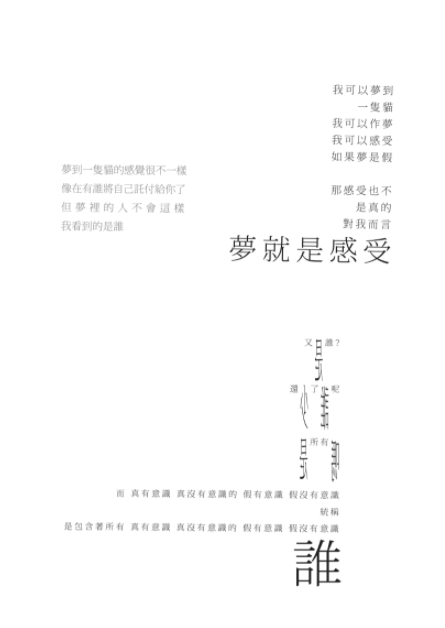 我可以夢到
一隻貓
我可以作夢
我可以感受
如果夢是假
那感受也不
是真的
對我而言
夢就是感受
夢到一隻貓的感覺很不一樣
像在有誰將自己託付給你了
但夢裡的人不會這樣
我看到的是誰
又 誰?
是
還 了 呢
所有
是
而 真有意識 真沒有意識的 假有意識 假沒有意識
統稱
是包含著所有 真有意識 真沒有意識的 假有意識 假沒有意識
誰